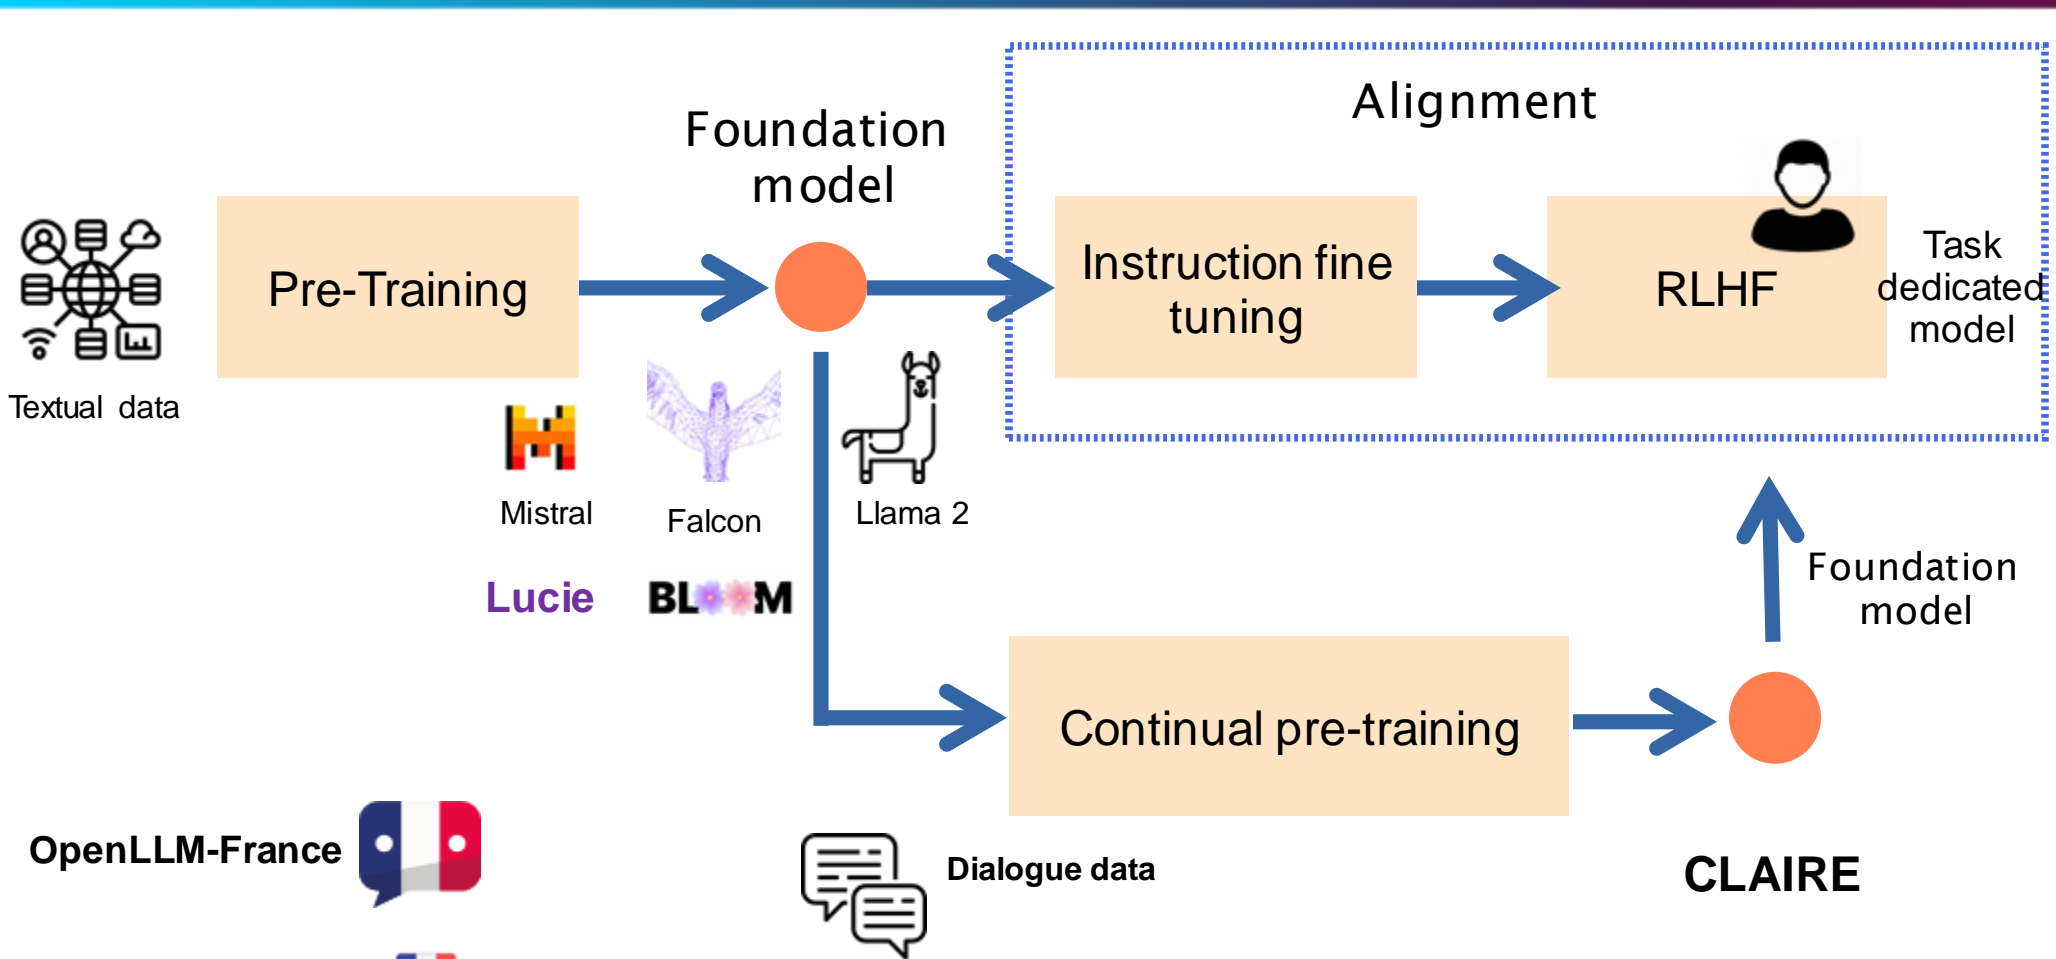 Alignment
Foundation
model
Pre-Training
Instruction fine
tuning
RLHF
Task
dedicated
model
Textual data
Mistral
Falcon
Llama 2
Lucie
BLOOM
Foundation
model
Continual pre-training
OpenLLM-France
Dialogue data
CLAIRE